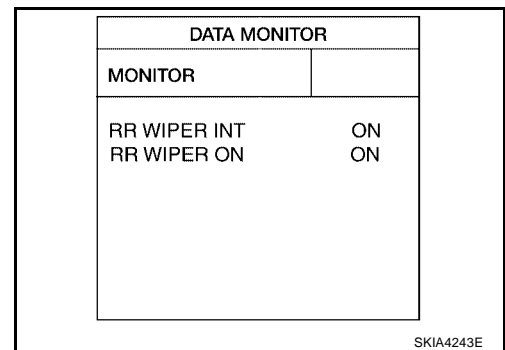 DATA MONITOR
MONITOR
RR WIPER INT ON
RR WIPER ON ON
SKIA4243E